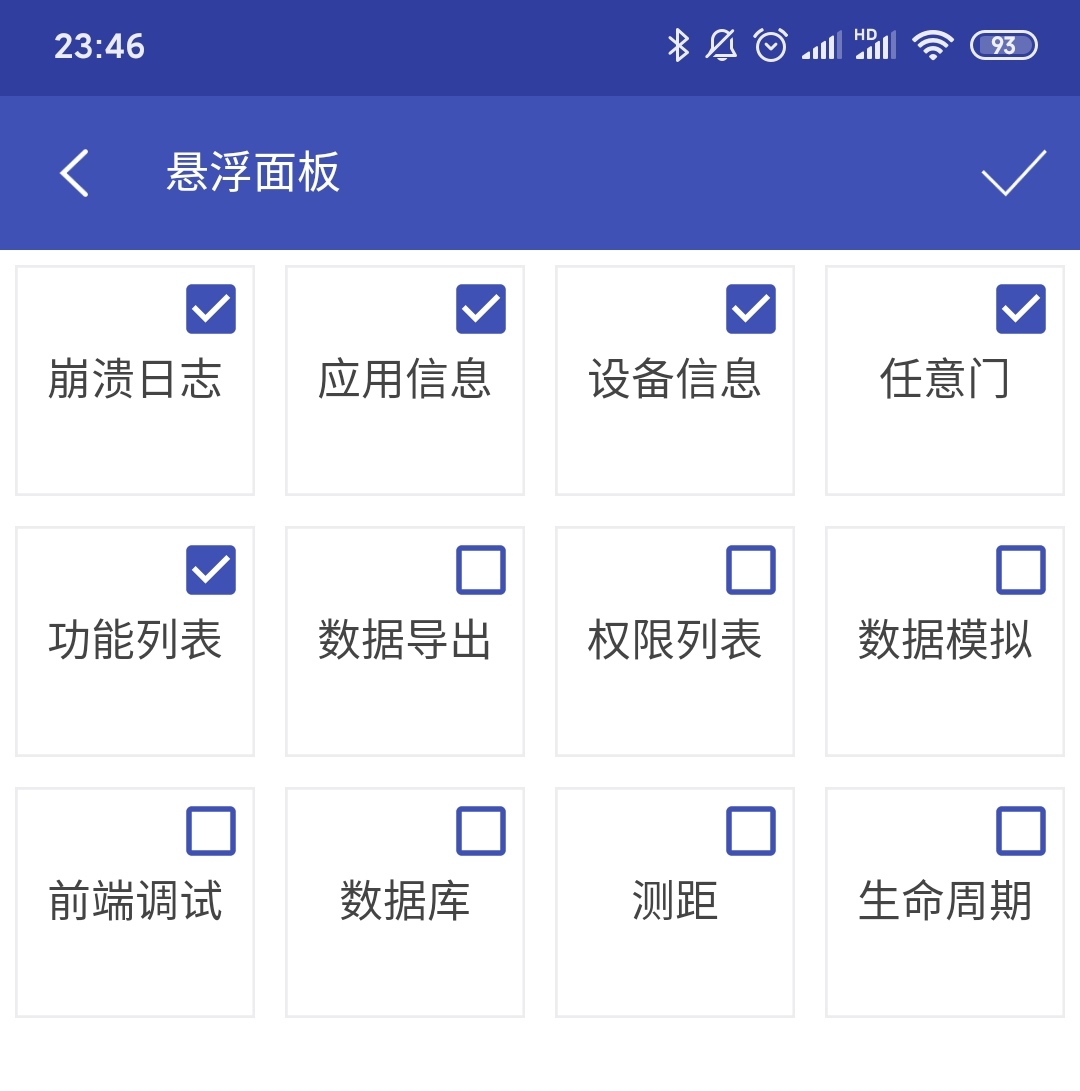 23:46 HD 93
悬浮面板
崩溃日志 应用信息 设备信息 任意门
功能列表 数据导出 权限列表 数据模拟
前端调试 数据库 测距 生命周期